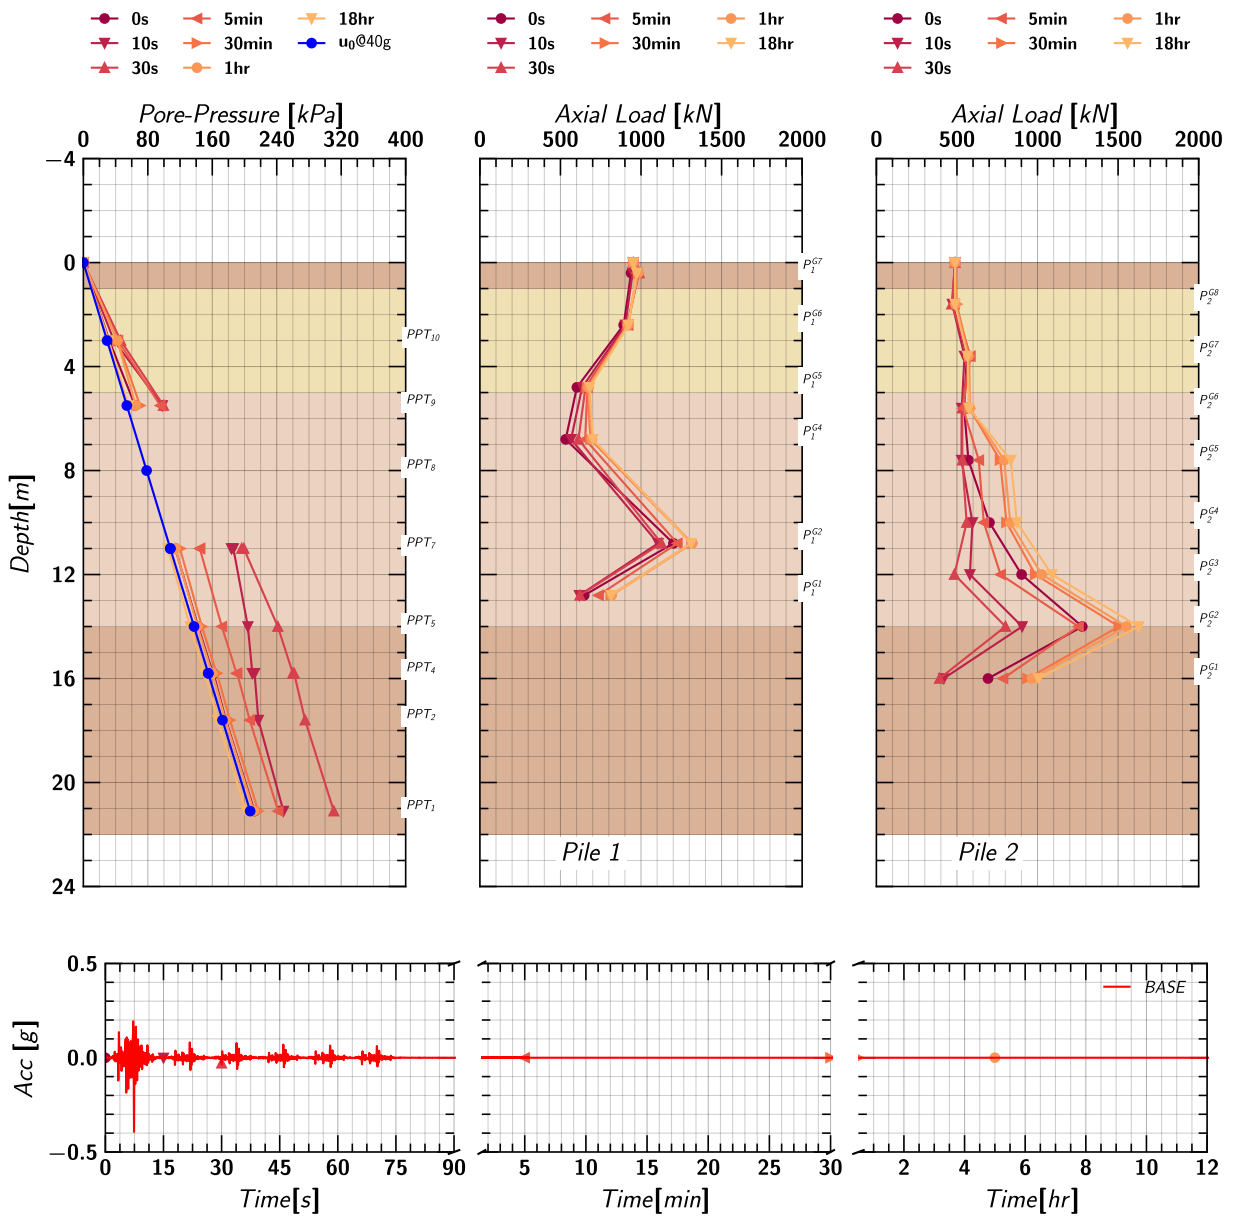 0s 5min 18hr 0s 5min 1hr 0s 5min 1hr
10s 30min u0@40g 10s 30min 18hr 10s 30min 18hr
30s 1hr 30s 30s
Pore-Pressure [kPa] Axial Load [kN] Axial Load [kN]
0 80 160 240 320 400 0 500 1000 1500 2000 0 500 1000 1500 2000
−4
0
4
8
12
16
20
24
Depth[m]
PPT10
PPT9
PPT8
PPT7
PPT5
PPT4
PPT2
PPT1
P1G7
P1G6
P1G5
P1G4
P1G2
P1G1
Pile 1
P2G8
P2G7
P2G6
P2G5
P2G4
P2G3
P2G2
P2G1
Pile 2
0.5
0.0
−0.5
Acc [g]
BASE
0 15 30 45 60 75 90 5 10 15 20 25 30 2 4 6 8 10 12
Time[s] Time[min] Time[hr]